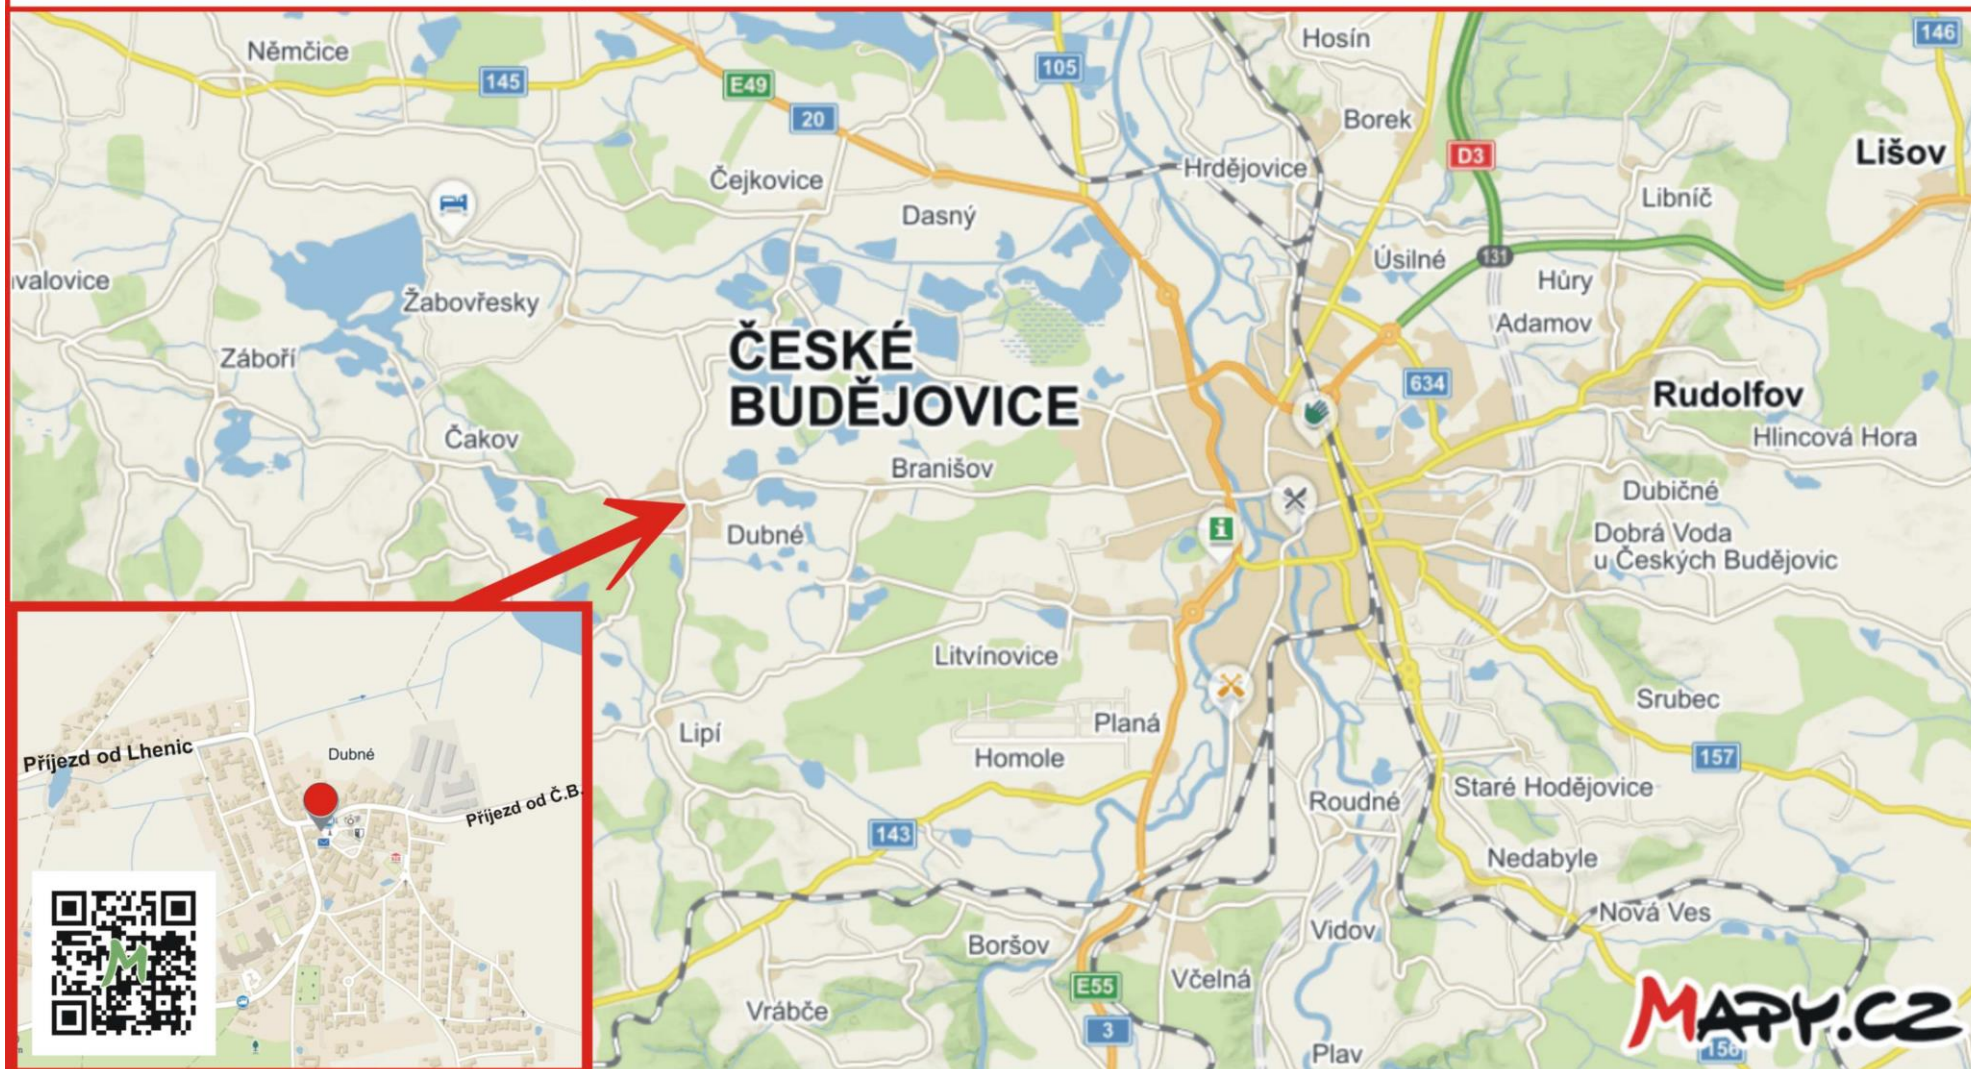 Němčice
145
E49
20
105
Hosín
Borek
D3
146
Lišov
Čejkovice
Dasný
Hrdějovice
Libníč
Úsilné
131
Hůry
Adamov
Žabovřesky
Záboří
ČESKÉ
BUDĚJOVICE
634
Rudolfov
Hlincová Hora
Čakov
Branišov
Dubné
Dubičné
Dobrá Voda
u Českých Budějovic
Litvínovice
Srubec
Lipí
Planá
Homole
157
Staré Hodějovice
Roudné
143
Nedabyle
Nová Ves
Boršov
Vidov
Včelná
E55
Vrábče
3
Plav
MAPY.CZ
156
Příjezd od Lhenic
Dubné
Příjezd od Č.B.
M